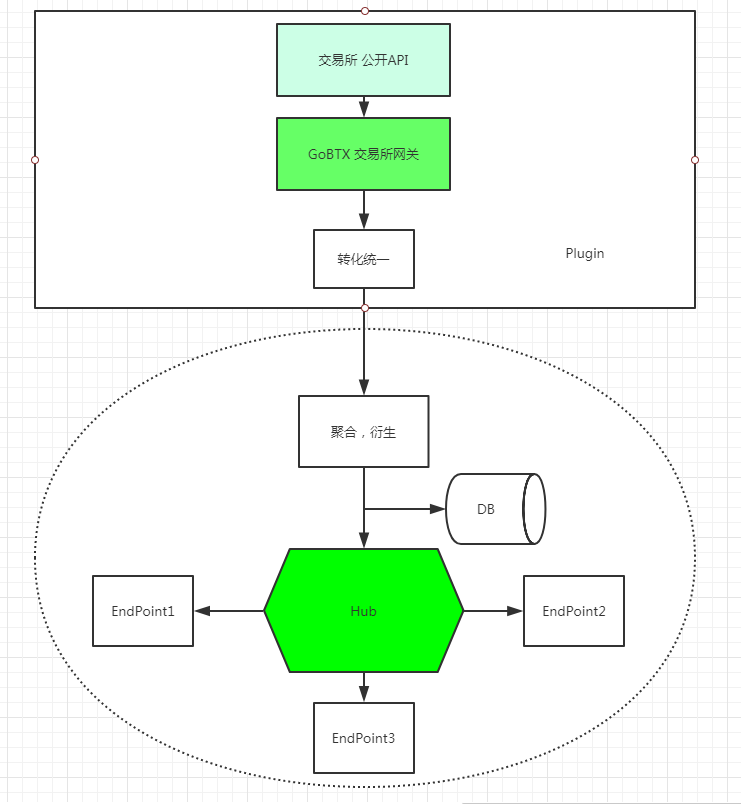 交易所 公开API
GoBTX 交易所网关
转化统一
Plugin
聚合，衍生
DB
EndPoint1
Hub
EndPoint2
EndPoint3